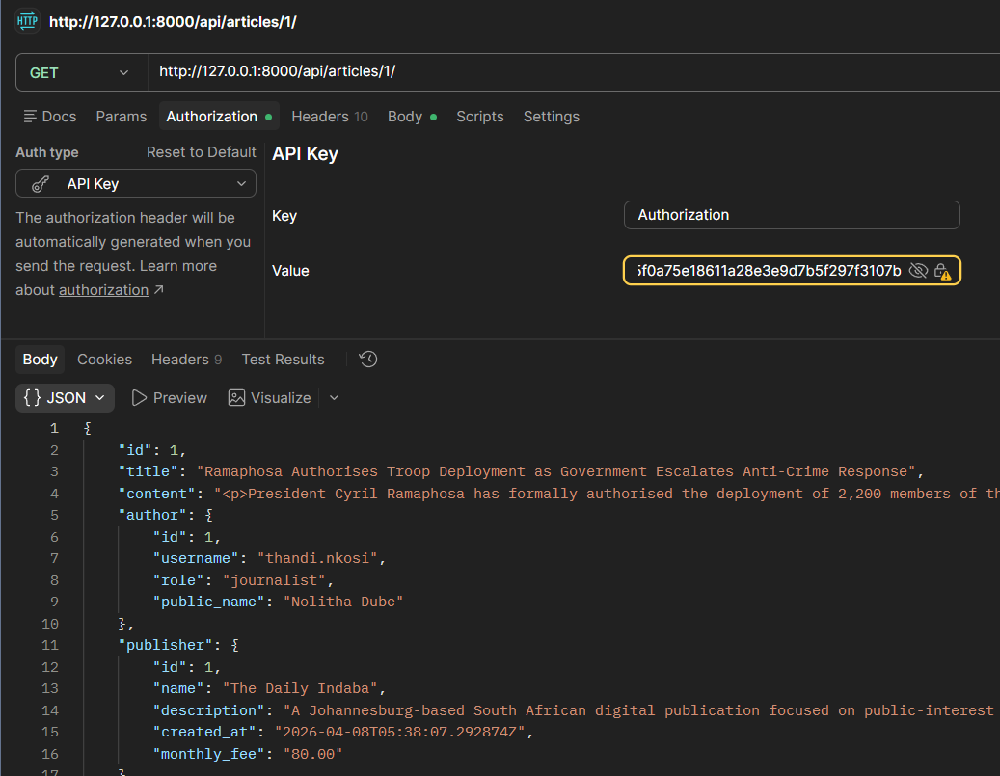 HTTP http://127.0.0.1:8000/api/articles/1/
GET http://127.0.0.1:8000/api/articles/1/
Docs Params Authorization Headers 10 Body Scripts Settings
Auth type Reset to Default
API Key
The authorization header will be
automatically generated when you
send the request. Learn more
about authorization ↗
API Key
Key Authorization
Value 5f0a75e18611a28e3e9d7b5f297f3107b
Body Cookies Headers 9 Test Results
{} JSON Preview Visualize
1 {
2 "id": 1,
3 "title": "Ramaphosa Authorises Troop Deployment as Government Escalates Anti-Crime Response",
4 "content": "<p>President Cyril Ramaphosa has formally authorised the deployment of 2,200 members of th
5 "author": {
6 "id": 1,
7 "username": "thandi.nkosi",
8 "role": "journalist",
9 "public_name": "Nolitha Dube"
10 },
11 "publisher": {
12 "id": 1,
13 "name": "The Daily Indaba",
14 "description": "A Johannesburg-based South African digital publication focused on public-interest
15 "created_at": "2026-04-08T05:38:07.292874Z",
16 "monthly_fee": "80.00"
17 }